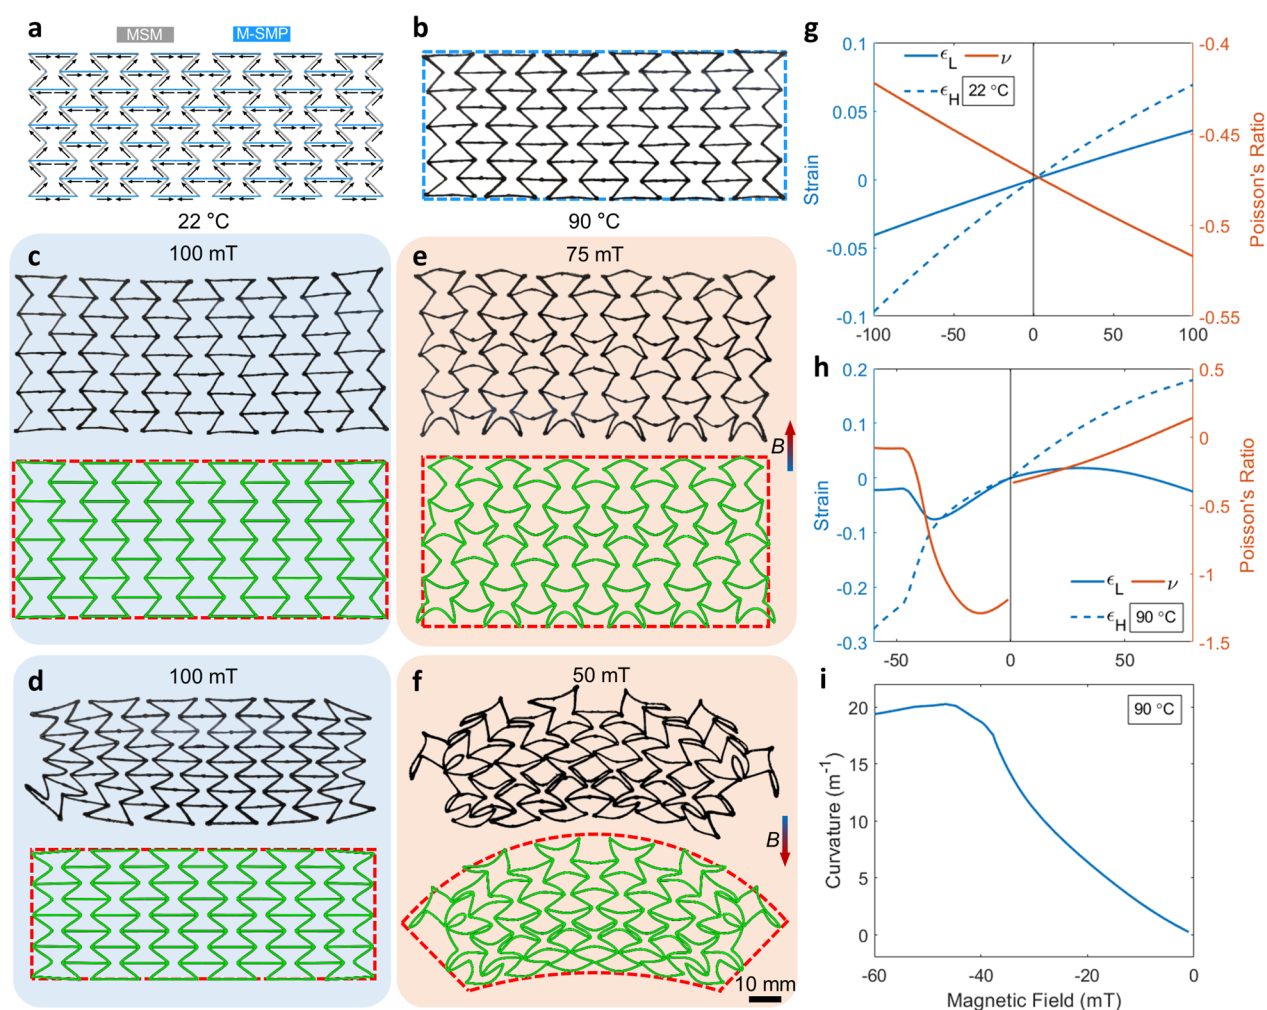 a
MSM
M-SMP
22 °C
b
90 °C
c
100 mT
d
100 mT
e
75 mT
B
f
50 mT
B
10 mm
g
0.1
0.05
0
-0.05
-0.1
Strain
-0.4
-0.45
-0.5
-0.55
Poisson's Ratio
ϵL ν
ϵH 22 °C
-100 -50 0 50 100
h
0.2
0.1
0
-0.1
-0.2
-0.3
Strain
0.5
0
-0.5
-1
-1.5
Poisson's Ratio
ϵL ν
ϵH 90 °C
-50 0 50
i
90 °C
20
15
10
5
0
Curvature (m-1)
-60 -40 -20 0
Magnetic Field (mT)